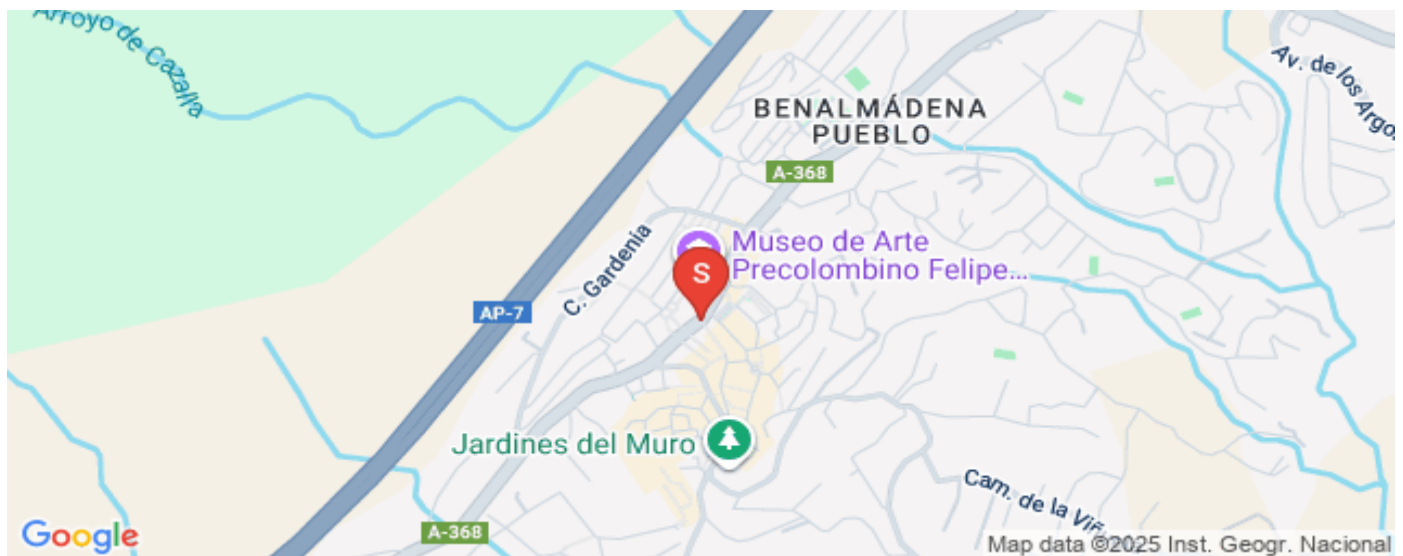 Arroyo de Cazalla
Av. de los Argo
BENALMÁDENA
PUEBLO
A-368
C. Gardenia
Museo de Arte
Precolombino Felipe...
S
AP-7
Jardines del Muro
Cam. de la Viñ
A-368
Google
Map data ©2025 Inst. Geogr. Nacional